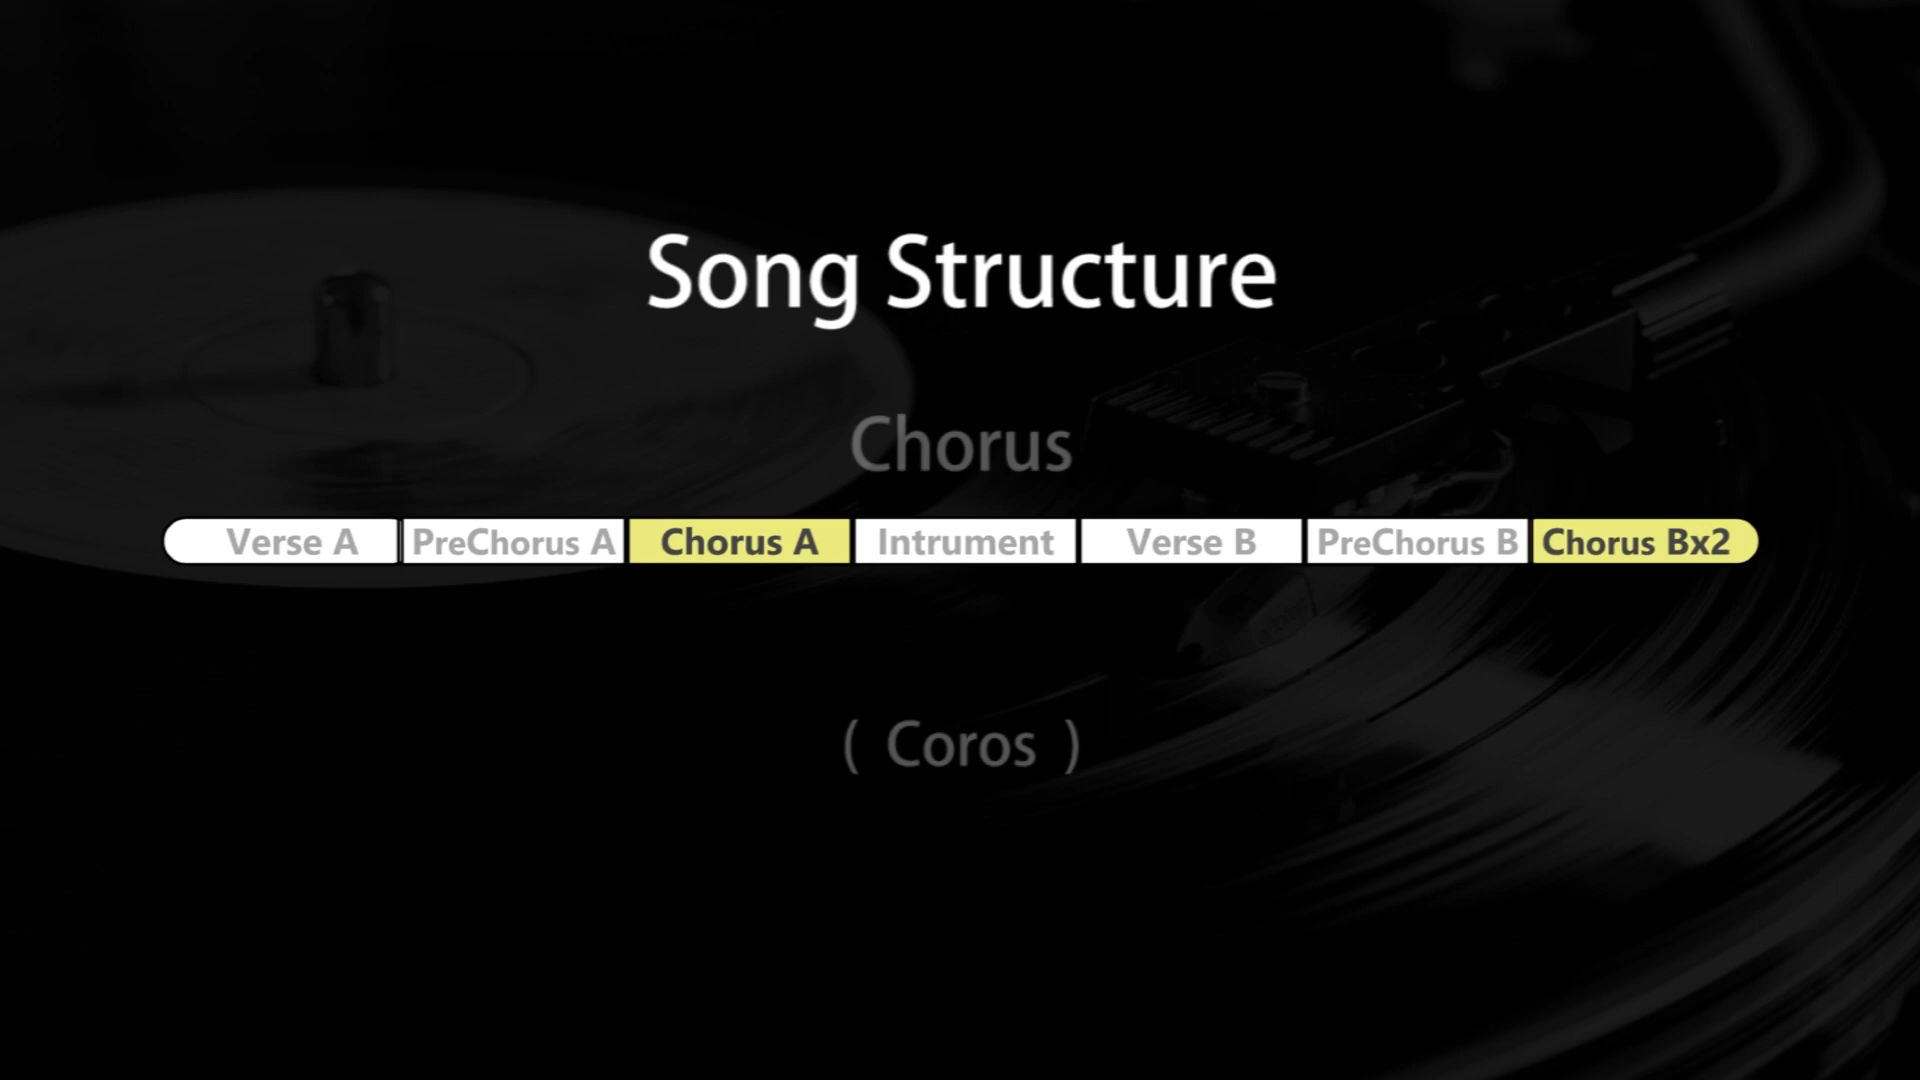 Song Structure
Chorus
Verse A PreChorus A Chorus A Intrument Verse B PreChorus B Chorus Bx2
( Coros )